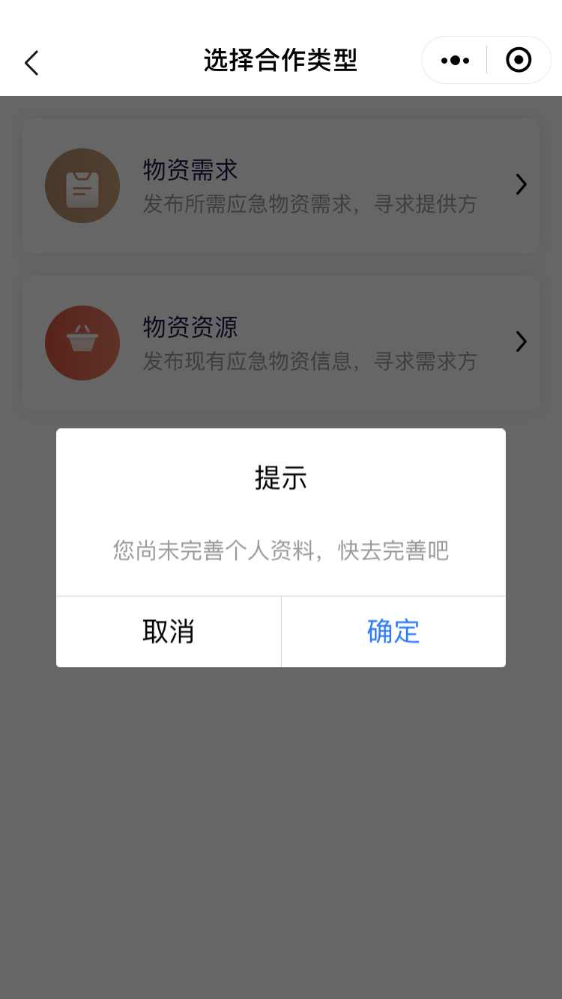 选择合作类型
物资需求
发布所需应急物资需求，寻求提供方
物资资源
发布现有应急物资信息，寻求需求方
提示
您尚未完善个人资料，快去完善吧
取消
确定